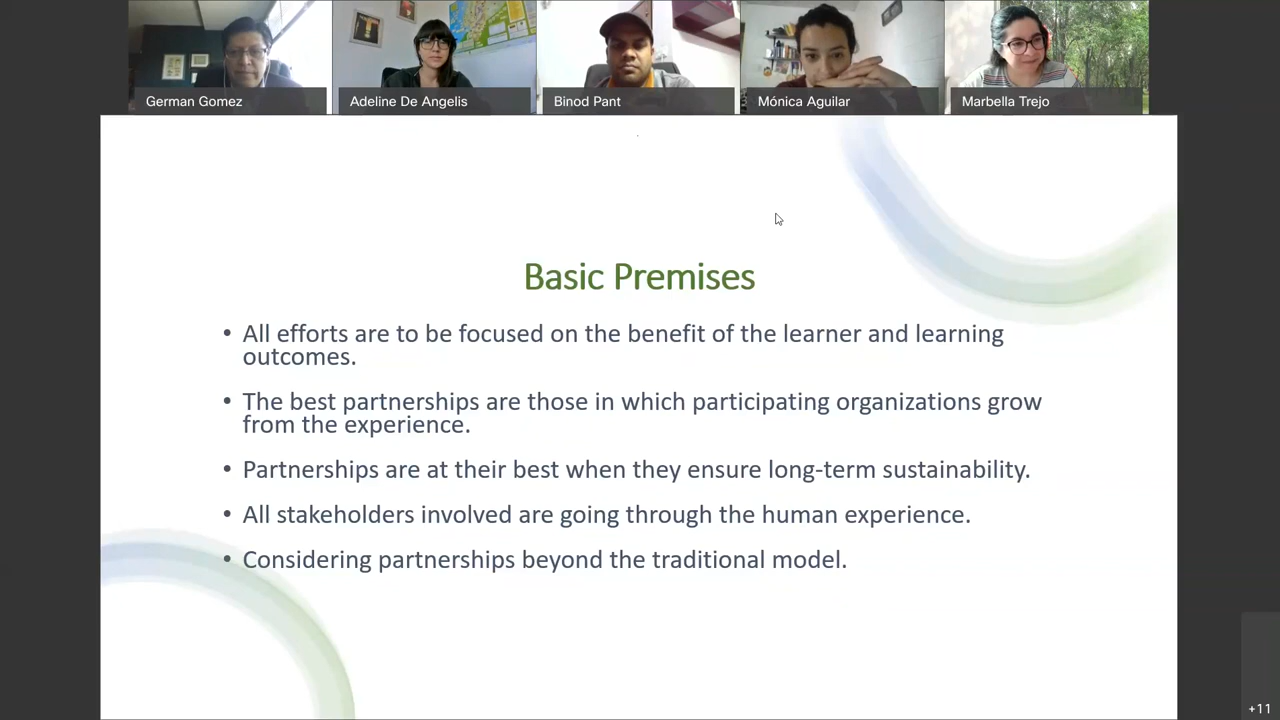 German Gomez
Adeline De Angelis
Binod Pant
Mónica Aguilar
Marbella Trejo
Basic Premises
• All efforts are to be focused on the benefit of the learner and learning
outcomes.
• The best partnerships are those in which participating organizations grow
from the experience.
• Partnerships are at their best when they ensure long-term sustainability.
• All stakeholders involved are going through the human experience.
• Considering partnerships beyond the traditional model.
+11